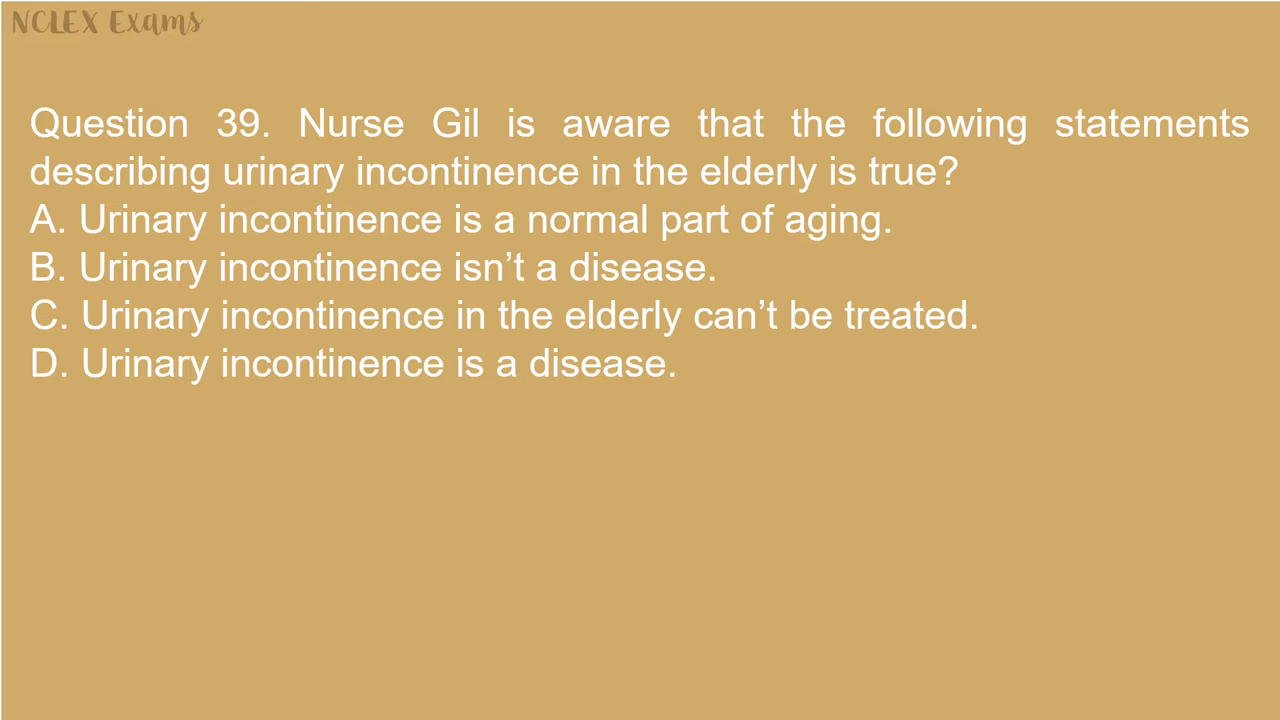 NCLEX Exams
Question 39. Nurse Gil is aware that the following statements
describing urinary incontinence in the elderly is true?
A. Urinary incontinence is a normal part of aging.
B. Urinary incontinence isn’t a disease.
C. Urinary incontinence in the elderly can’t be treated.
D. Urinary incontinence is a disease.